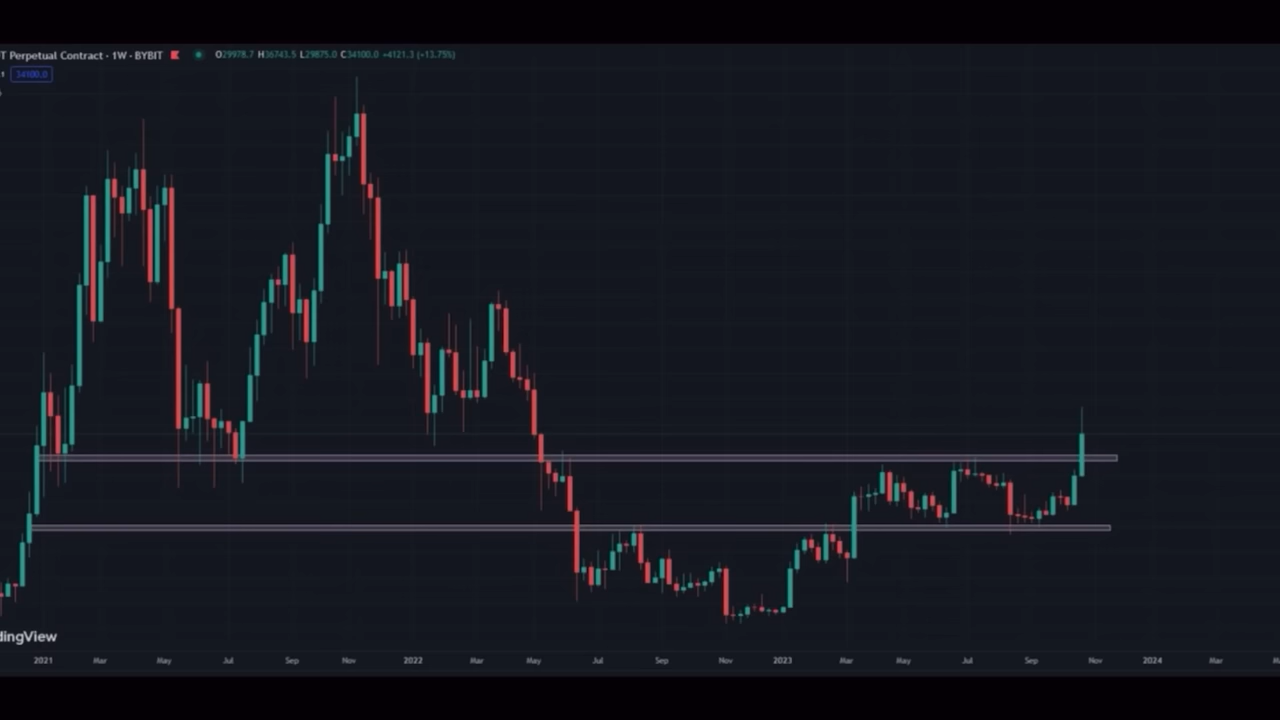 T Perpetual Contract · 1W · BYBIT O29978.7 H36743.5 L29875.0 C34100.0 +4121.3 (+13.75%)
34100.0
dingView
2021 Mar May Jul Sep Nov 2022 Mar May Jul Sep Nov 2023 Mar May Jul Sep Nov 2024 Mar